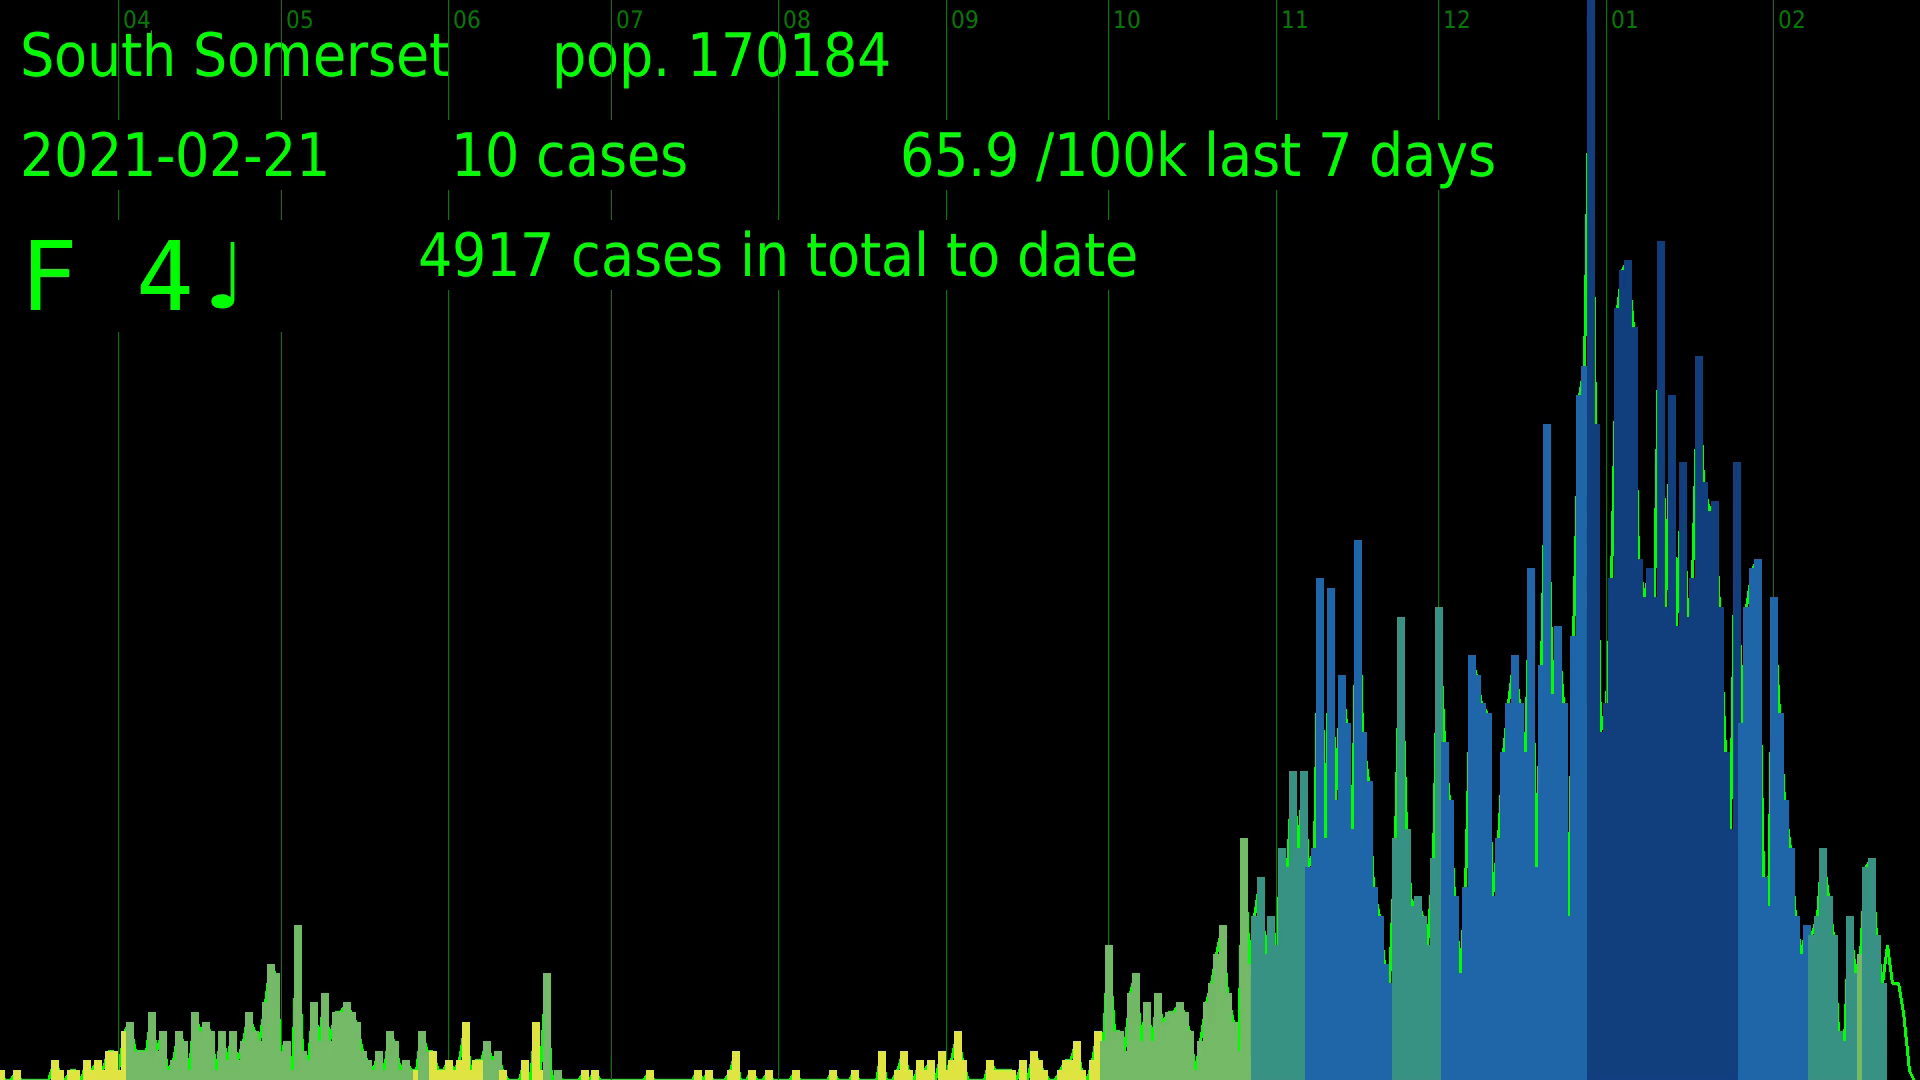 04 05 06 07 08 09 10 11 12 01 02
South Somerset pop. 170184
2021-02-21 10 cases 65.9 /100k last 7 days
F 4♩ 4917 cases in total to date